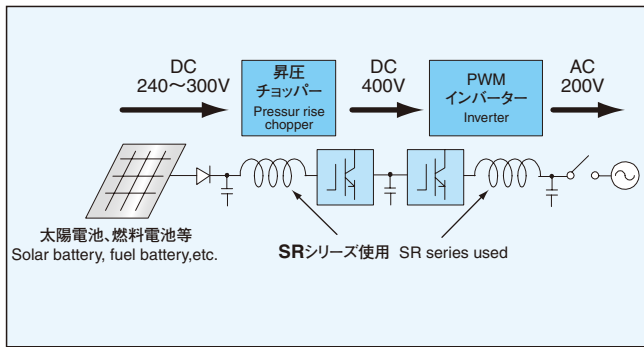 DC
240〜300V
昇圧
チョッパー
Pressur rise
chopper
DC
400V
PWM
インバーター
Inverter
AC
200V
太陽電池、燃料電池等
Solar battery, fuel battery,etc.
SRシリーズ使用 SR series used